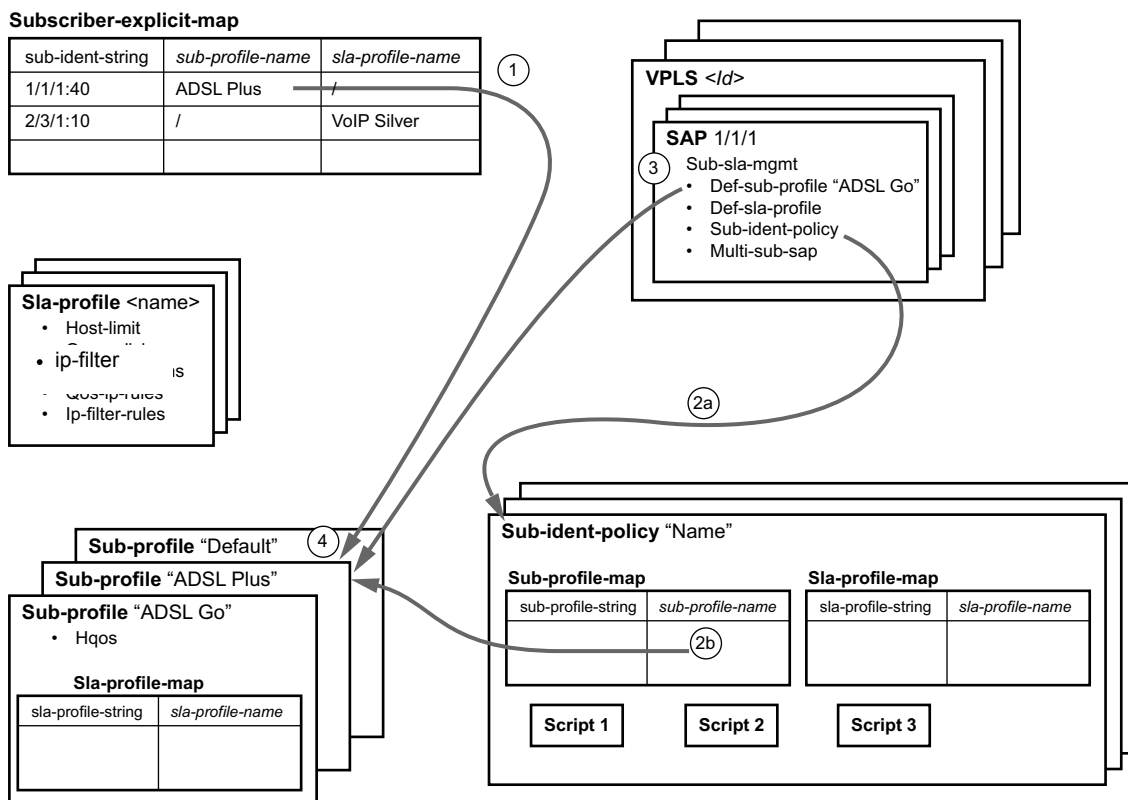 Subscriber-explicit-map
sub-ident-string sub-profile-name sla-profile-name
1/1/1:40 ADSL Plus /
2/3/1:10 / VoIP Silver
1
VPLS <Id>
SAP 1/1/1
3
Sub-sla-mgmt
• Def-sub-profile “ADSL Go”
• Def-sla-profile
• Sub-ident-policy
• Multi-sub-sap
Sla-profile <name>
• Host-limit
• ip-filter
• Ip-filter-rules
2a
4
Sub-profile “Default”
Sub-profile “ADSL Plus”
Sub-profile “ADSL Go”
• Hqos
Sla-profile-map
sla-profile-string sla-profile-name
Sub-ident-policy “Name”
Sub-profile-map
sub-profile-string sub-profile-name
2b
Sla-profile-map
sla-profile-string sla-profile-name
Script 1 Script 2 Script 3